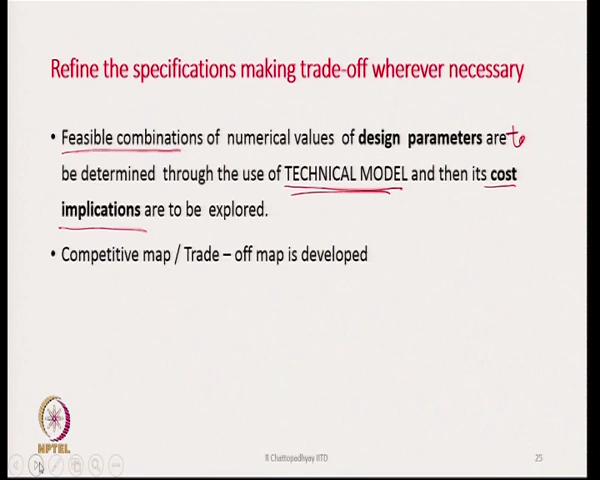 Refine the specifications making trade-off wherever necessary
• Feasible combinations of numerical values of design parameters are to
be determined through the use of TECHNICAL MODEL and then its cost
implications are to be explored.
• Competitive map / Trade – off map is developed
NPTEL
R Chattopadhyay IITD
25